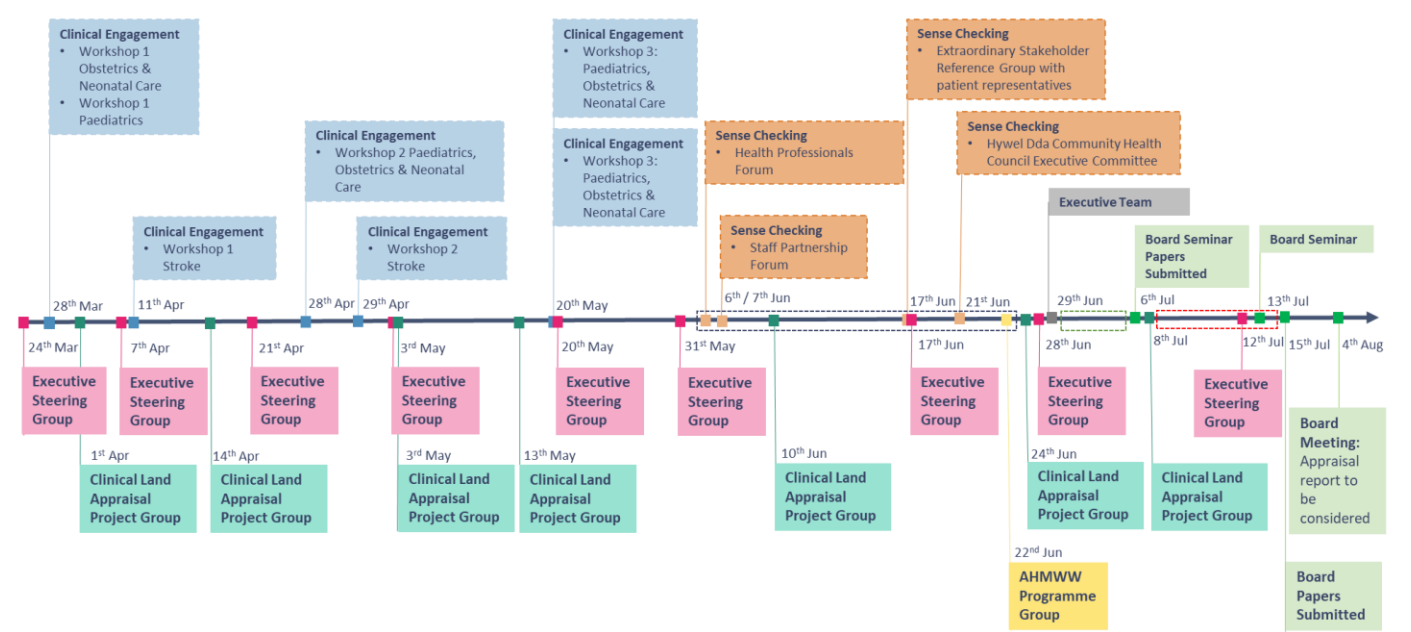 Clinical Engagement
• Workshop 1
Obstetrics &
Neonatal Care
• Workshop 1
Paediatrics
Clinical Engagement
• Workshop 3:
Paediatrics,
Obstetrics &
Neonatal Care
Sense Checking
• Extraordinary Stakeholder
Reference Group with
patient representatives
Clinical Engagement
• Workshop 2 Paediatrics,
Obstetrics & Neonatal
Care
Clinical Engagement
• Workshop 3:
Paediatrics,
Obstetrics &
Neonatal Care
Sense Checking
• Health Professionals
Forum
Sense Checking
• Hywel Dda Community Health
Council Executive Committee
Executive Team
Clinical Engagement
• Workshop 1
Stroke
Clinical Engagement
• Workshop 2
Stroke
Sense Checking
• Staff Partnership
Forum
Board Seminar
Papers
Submitted
Board Seminar
28th Mar
11th Apr
28th Apr
29th Apr
20th May
6th / 7th Jun
17th Jun
21st Jun
29th Jun
6th Jul
13th Jul
24th Mar
7th Apr
21st Apr
3rd May
20th May
31st May
17th Jun
28th Jun
8th Jul
12th Jul
15th Jul
4th Aug
Executive
Steering
Group
Executive
Steering
Group
Executive
Steering
Group
Executive
Steering
Group
Executive
Steering
Group
Executive
Steering
Group
Executive
Steering
Group
Executive
Steering
Group
Executive
Steering
Group
Board
Meeting:
Appraisal
report to
be
considered
1st Apr
14th Apr
3rd May
13th May
10th Jun
24th Jun
Clinical Land
Appraisal
Project Group
Clinical Land
Appraisal
Project Group
Clinical Land
Appraisal
Project Group
Clinical Land
Appraisal
Project Group
Clinical Land
Appraisal
Project Group
Clinical Land
Appraisal
Project Group
Clinical Land
Appraisal
Project Group
22nd Jun
AHMWW
Programme
Group
Board
Papers
Submitted